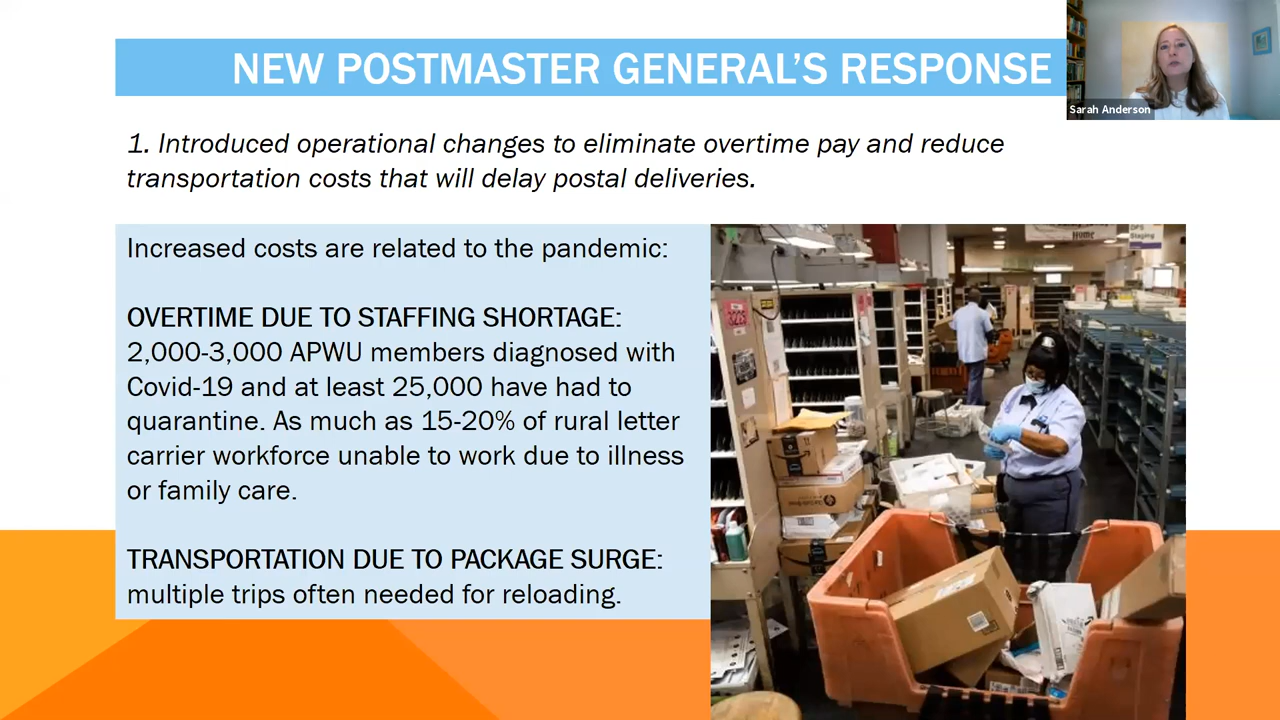 NEW POSTMASTER GENERAL'S RESPONSE
Sarah Anderson
1. Introduced operational changes to eliminate overtime pay and reduce
transportation costs that will delay postal deliveries.
Increased costs are related to the pandemic:
OVERTIME DUE TO STAFFING SHORTAGE:
2,000-3,000 APWU members diagnosed with
Covid-19 and at least 25,000 have had to
quarantine. As much as 15-20% of rural letter
carrier workforce unable to work due to illness
or family care.
TRANSPORTATION DUE TO PACKAGE SURGE:
multiple trips often needed for reloading.
Home
DPS
Staging